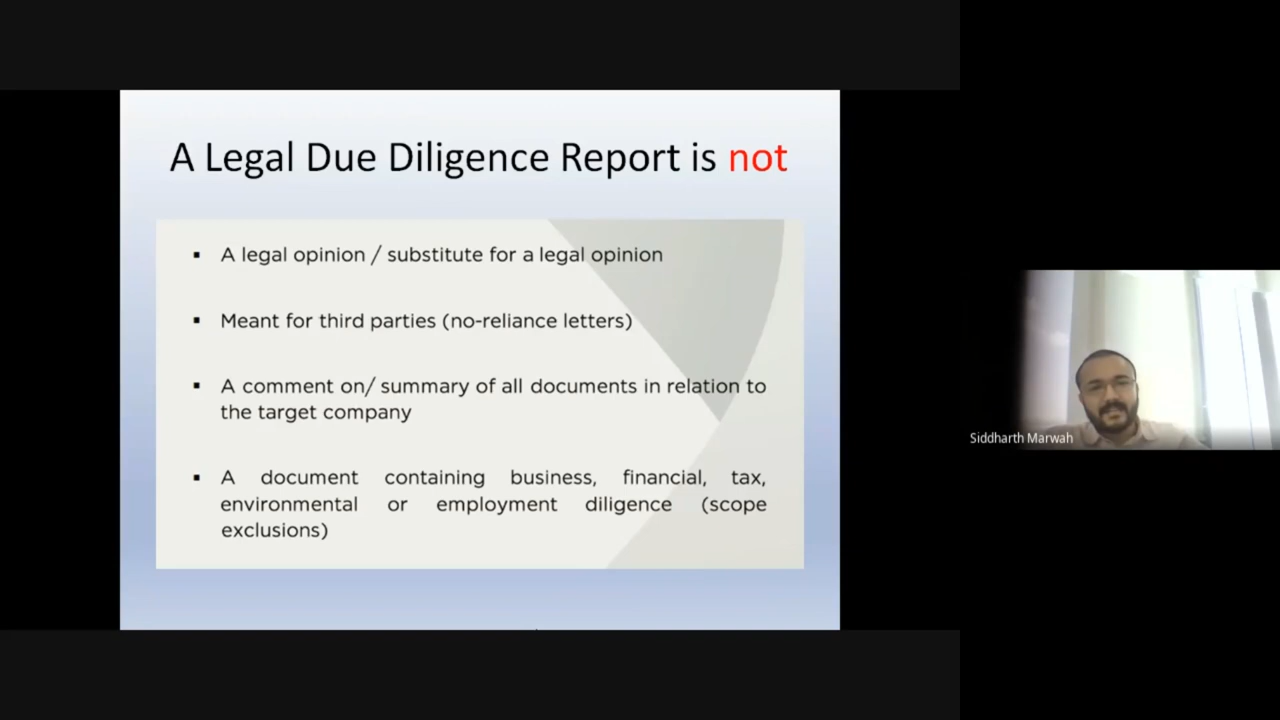 A Legal Due Diligence Report is not
▪ A legal opinion / substitute for a legal opinion
▪ Meant for third parties (no-reliance letters)
▪ A comment on/ summary of all documents in relation to
the target company
▪ A document containing business, financial, tax,
environmental or employment diligence (scope
exclusions)
Siddharth Marwah